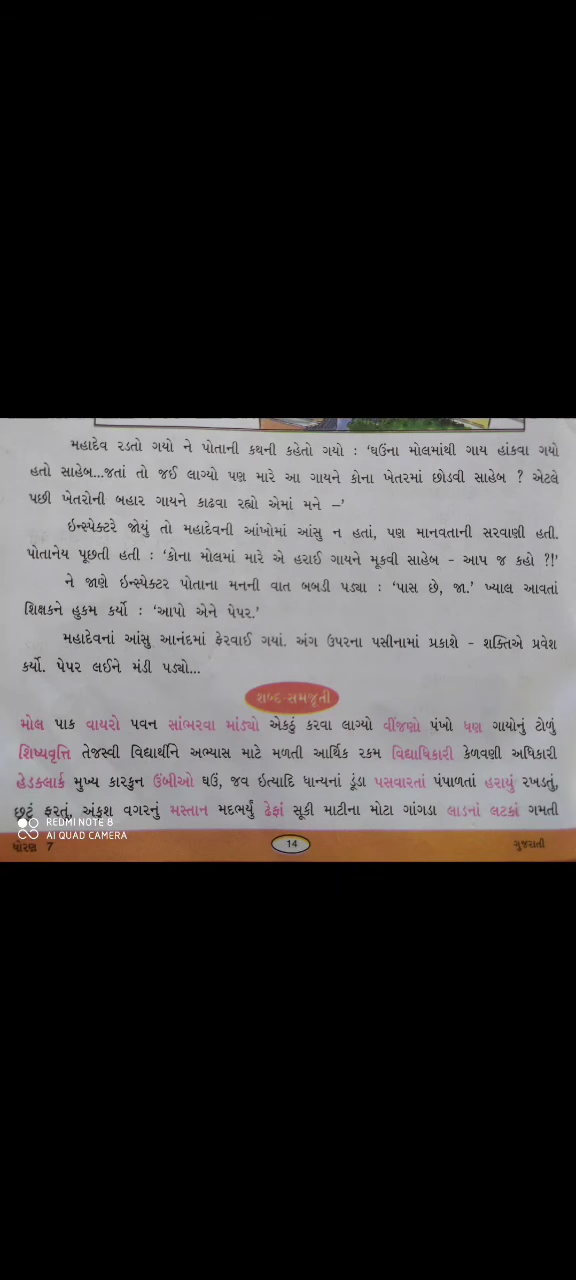 મહાદેવ રડતો ગયો ને પોતાની કથની કહેતો ગયો : ‘ઘઉંના મોલમાંથી ગાય હાંકવા ગયો
હતો સાહેબ...જતાં તો જઈ લાગ્યો પણ મારે આ ગાયને કોના ખેતરમાં છોડવી સાહેબ ? એટલે
પછી ખેતરોની બહાર ગાયને કાઢવા રહ્યો એમાં મને –’
ઇન્સ્પેક્ટરે જોયું તો મહાદેવની આંખોમાં આંસુ ન હતાં, પણ માનવતાની સરવાણી હતી.
પોતાનેય પૂછતી હતી : ‘કોના મોલમાં મારે એ હરાઈ ગાયને મૂકવી સાહેબ - આપ જ કહો ?!’
ને જાણે ઇન્સ્પેક્ટર પોતાના મનની વાત બબડી પડ્યા : ‘પાસ છે, જા.’ ખ્યાલ આવતાં
શિક્ષકને હુકમ કર્યો : ‘આપો એને પેપર.’
મહાદેવનાં આંસુ આનંદમાં ફેરવાઈ ગયાં. અંગ ઉપરના પસીનામાં પ્રકાશે - શક્તિએ પ્રવેશ
કર્યો. પેપર લઈને મંડી પડ્યો...
શબ્દ-સમજૂતી
મોલ પાક વાયરો પવન સાંભરવા માંડ્યો એકઠું કરવા લાગ્યો વીંજણો પંખો ધણ ગાયોનું ટોળું
શિષ્યવૃત્તિ તેજસ્વી વિદ્યાર્થીને અભ્યાસ માટે મળતી આર્થિક રકમ વિદ્યાધિકારી કેળવણી અધિકારી
હેડક્લાર્ક મુખ્ય કારકુન ઉંબીઓ ઘઉં, જવ ઇત્યાદિ ધાન્યનાં ડૂંડા પસવારતાં પંપાળતાં હરાયું રખડતું,
છૂટું ફરતું, અંકુશ વગરનું મસ્તાન મદભર્યું ઢેફાં સૂકી માટીના મોટા ગાંગડા લાડનાં લટકાં ગમતી
REDMI NOTE 8
AI QUAD CAMERA
ધોરણ 7
14
ગુજરાતી